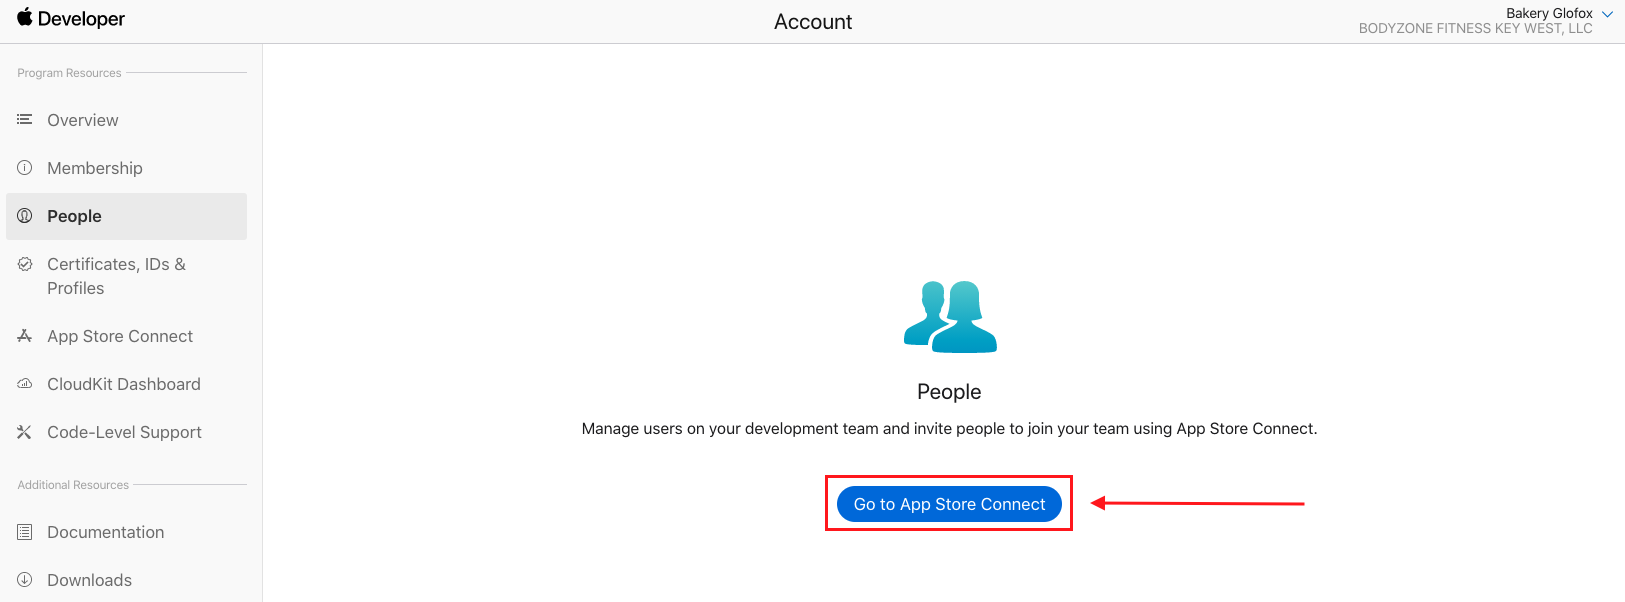 Developer
Account
Bakery Glofox
BODYZONE FITNESS KEY WEST, LLC
Program Resources
Overview
Membership
People
Certificates, IDs &
Profiles
App Store Connect
CloudKit Dashboard
Code-Level Support
Additional Resources
Documentation
Downloads
People
Manage users on your development team and invite people to join your team using App Store Connect.
Go to App Store Connect